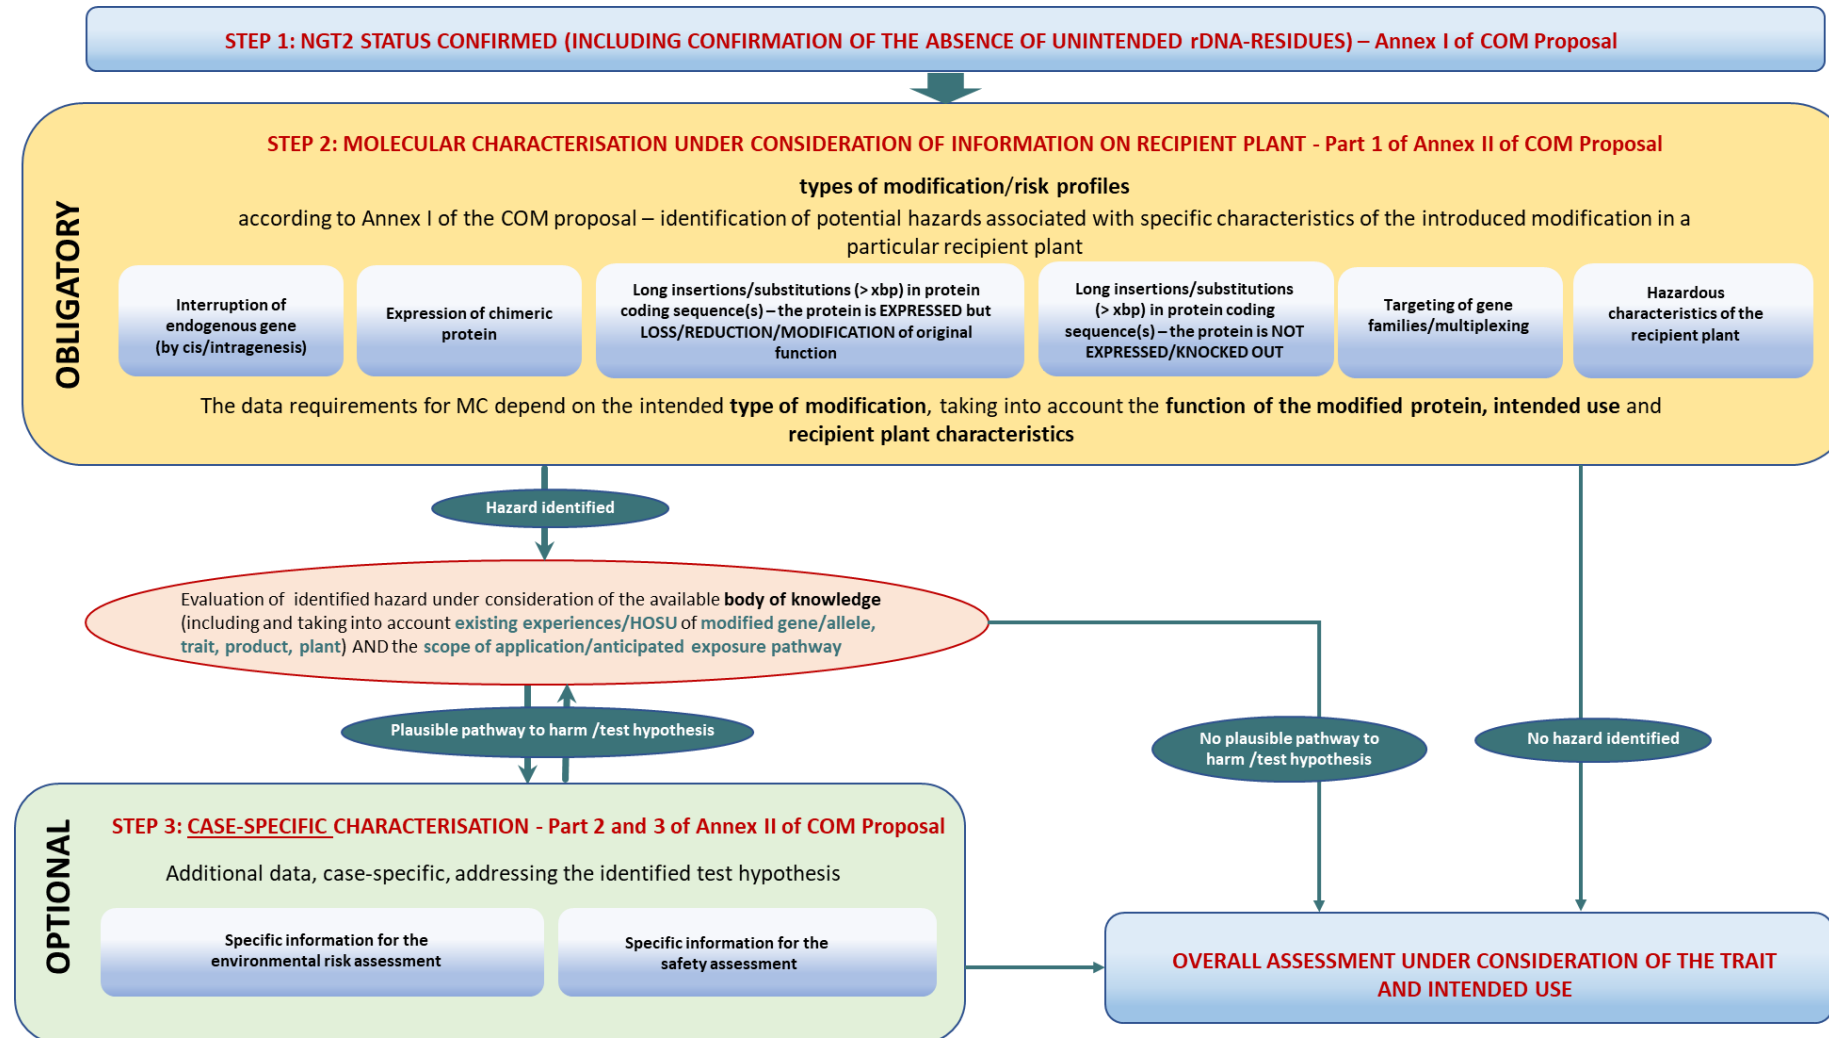 STEP 1: NGT2 STATUS CONFIRMED (INCLUDING CONFIRMATION OF THE ABSENCE OF UNINTENDED rDNA-RESIDUES) – Annex I of COM Proposal
STEP 2: MOLECULAR CHARACTERISATION UNDER CONSIDERATION OF INFORMATION ON RECIPIENT PLANT - Part 1 of Annex II of COM Proposal
OBLIGATORY
types of modification/risk profiles
according to Annex I of the COM proposal – identification of potential hazards associated with specific characteristics of the introduced modification in a
particular recipient plant
Interruption of
endogenous gene
(by cis/intragenesis)
Expression of chimeric
protein
Long insertions/substitutions (> xbp) in protein
coding sequence(s) – the protein is EXPRESSED but
LOSS/REDUCTION/MODIFICATION of original
function
Long insertions/substitutions
(> xbp) in protein coding
sequence(s) – the protein is NOT
EXPRESSED/KNOCKED OUT
Targeting of gene
families/multiplexing
Hazardous
characteristics of the
recipient plant
The data requirements for MC depend on the intended type of modification, taking into account the function of the modified protein, intended use and
recipient plant characteristics
Hazard identified
Evaluation of identified hazard under consideration of the available body of knowledge
(including and taking into account existing experiences/HOSU of modified gene/allele,
trait, product, plant) AND the scope of application/anticipated exposure pathway
Plausible pathway to harm /test hypothesis
No plausible pathway to
harm /test hypothesis
No hazard identified
OPTIONAL
STEP 3: CASE-SPECIFIC CHARACTERISATION - Part 2 and 3 of Annex II of COM Proposal
Additional data, case-specific, addressing the identified test hypothesis
Specific information for the
environmental risk assessment
Specific information for the
safety assessment
OVERALL ASSESSMENT UNDER CONSIDERATION OF THE TRAIT
AND INTENDED USE